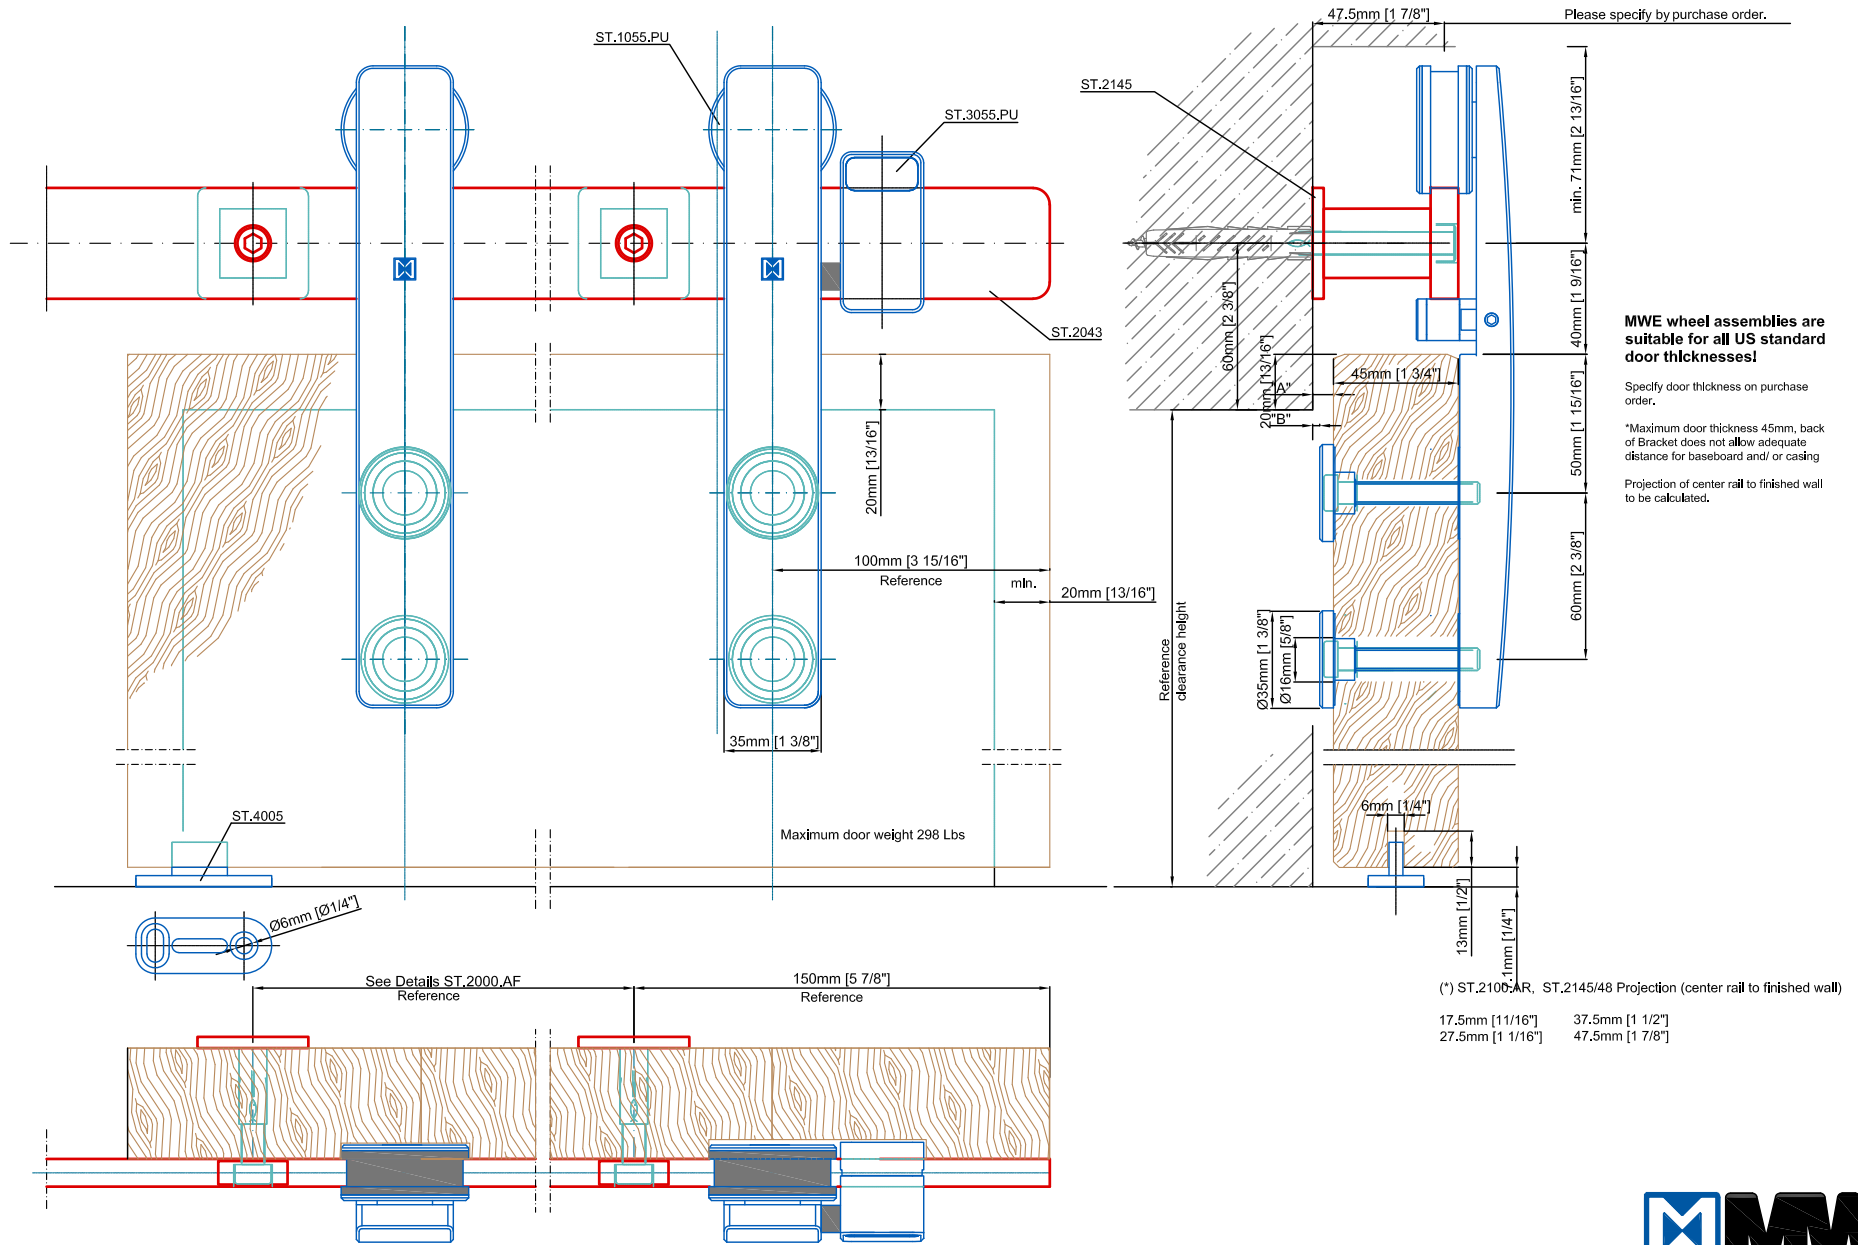 47.5mm [1 7/8"]
Please specify by purchase order.
ST.1055.PU
ST.2145
ST.3055.PU
min. 71mm [2 13/16"]
40mm [1 9/16"]
60mm [2 3/8"]
ST.2043
20mm [13/16"]
45mm [1 3/4"]
"A"
"B"
50mm [1 15/16"]
MWE wheel assemblies are
suitable for all US standard
door thicknesses!
Specify door thickness on purchase
order.
*Maximum door thickness 45mm, back
of Bracket does not allow adequate
distance for baseboard and/ or casing
Projection of center rail to finished wall
to be calculated.
20mm [13/16"]
100mm [3 15/16"]
Reference
min.
20mm [13/16"]
60mm [2 3/8"]
Reference
clearance height
Ø35mm [1 3/8"]
Ø16mm [5/8"]
35mm [1 3/8"]
6mm [1/4"]
ST.4005
Maximum door weight 298 Lbs
13mm [1/2"]
Ø6mm [Ø1/4"]
See Details ST.2000.AF
Reference
150mm [5 7/8"]
Reference
(*) ST.2100.AR, ST.2145/48 Projection (center rail to finished wall)
17.5mm [11/16"] 37.5mm [1 1/2"]
27.5mm [1 1/16"] 47.5mm [1 7/8"]